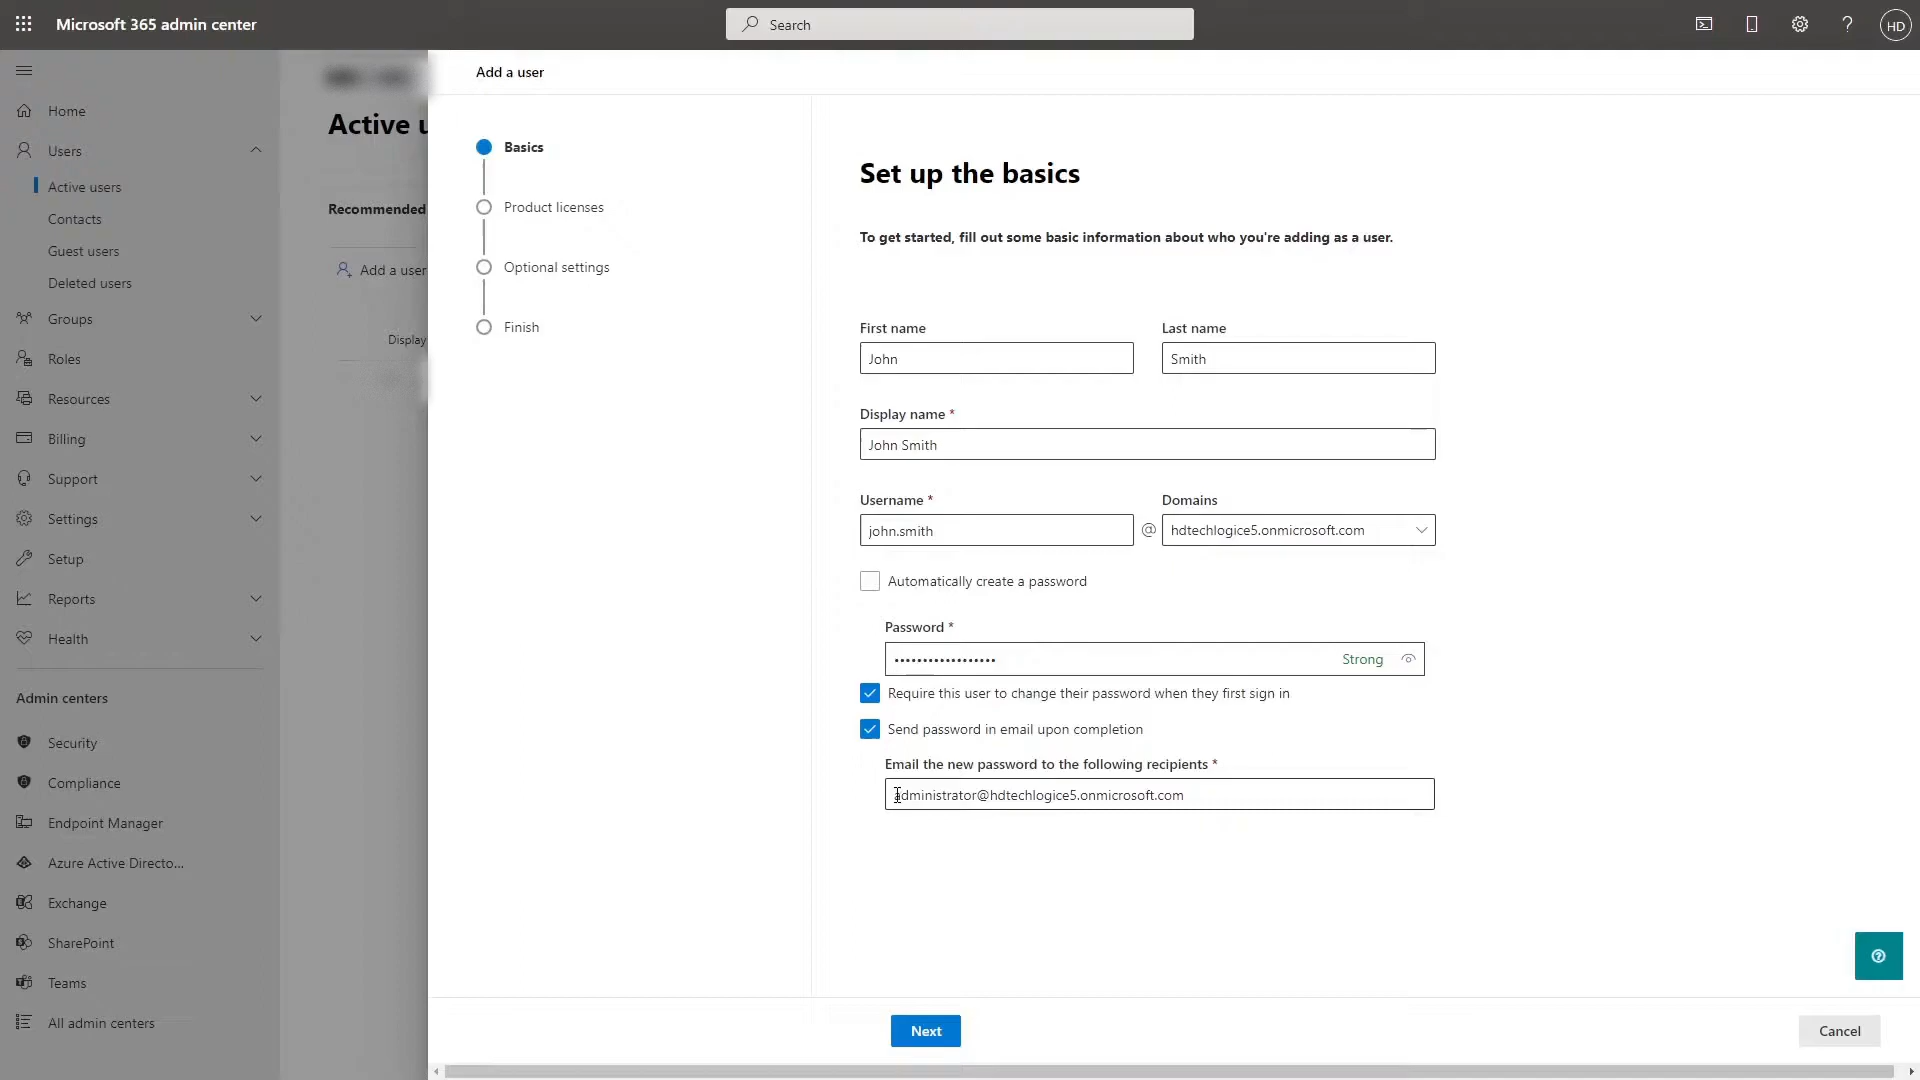 Microsoft 365 admin center
Search
HD
Home
Users
Active users
Contacts
Guest users
Deleted users
Groups
Roles
Resources
Billing
Support
Settings
Setup
Reports
Health
Admin centers
Security
Compliance
Endpoint Manager
Azure Active Directo...
Exchange
SharePoint
Teams
All admin centers
Active u
Recommended
Add a user
Display
Add a user
Basics
Product licenses
Optional settings
Finish
Set up the basics
To get started, fill out some basic information about who you're adding as a user.
First name Last name
John Smith
Display name *
John Smith
Username * Domains
john.smith @ hdtechlogice5.onmicrosoft.com
Automatically create a password
Password *
•••••••••••••••••• Strong
Require this user to change their password when they first sign in
Send password in email upon completion
Email the new password to the following recipients *
administrator@hdtechlogice5.onmicrosoft.com
Next Cancel